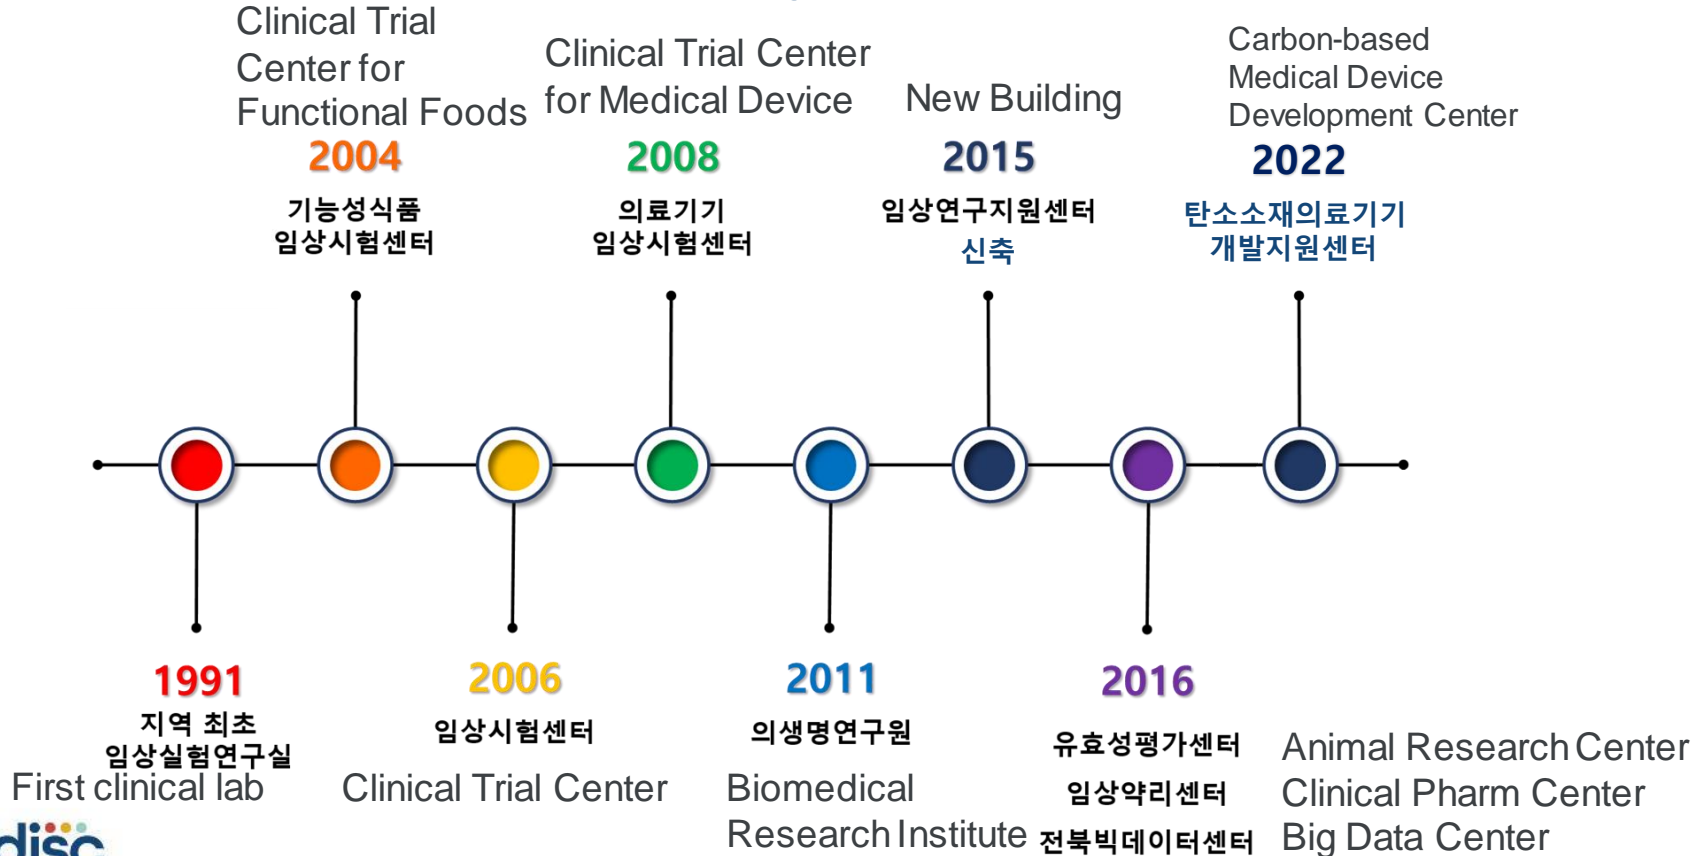 Clinical Trial
Center for
Functional Foods
2004
기능성식품
임상시험센터
Clinical Trial Center
for Medical Device
2008
의료기기
임상시험센터
New Building
2015
임상연구지원센터
신축
Carbon-based
Medical Device
Development Center
2022
탄소소재의료기기
개발지원센터
1991
지역 최초
임상실험연구실
First clinical lab
2006
임상시험센터
Clinical Trial Center
2011
의생명연구원
Biomedical
Research Institute
2016
유효성평가센터
임상약리센터
전북빅데이터센터
Animal Research Center
Clinical Pharm Center
Big Data Center
disc